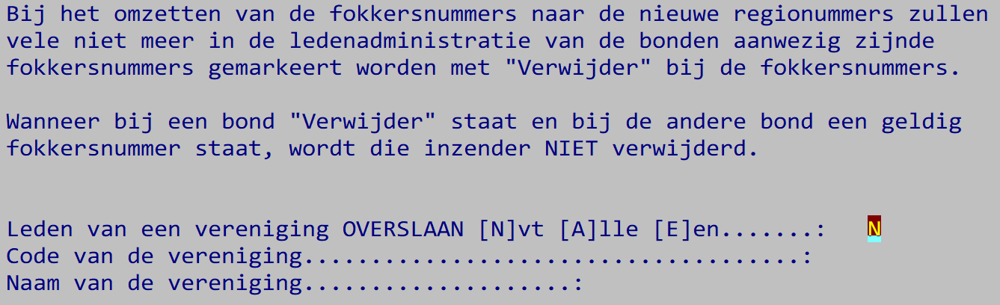 Bij het omzetten van de fokkersnummers naar de nieuwe regionummers zullen
vele niet meer in de ledenadministratie van de bonden aanwezig zijnde
fokkersnummers gemarkeert worden met "Verwijder" bij de fokkersnummers.
Wanneer bij een bond "Verwijder" staat en bij de andere bond een geldig
fokkersnummer staat, wordt die inzender NIET verwijderd.
Leden van een vereniging OVERSLAAN [N]vt [A]lle [E]en.......: N
Code van de vereniging.....................................:
Naam van de vereniging....................: